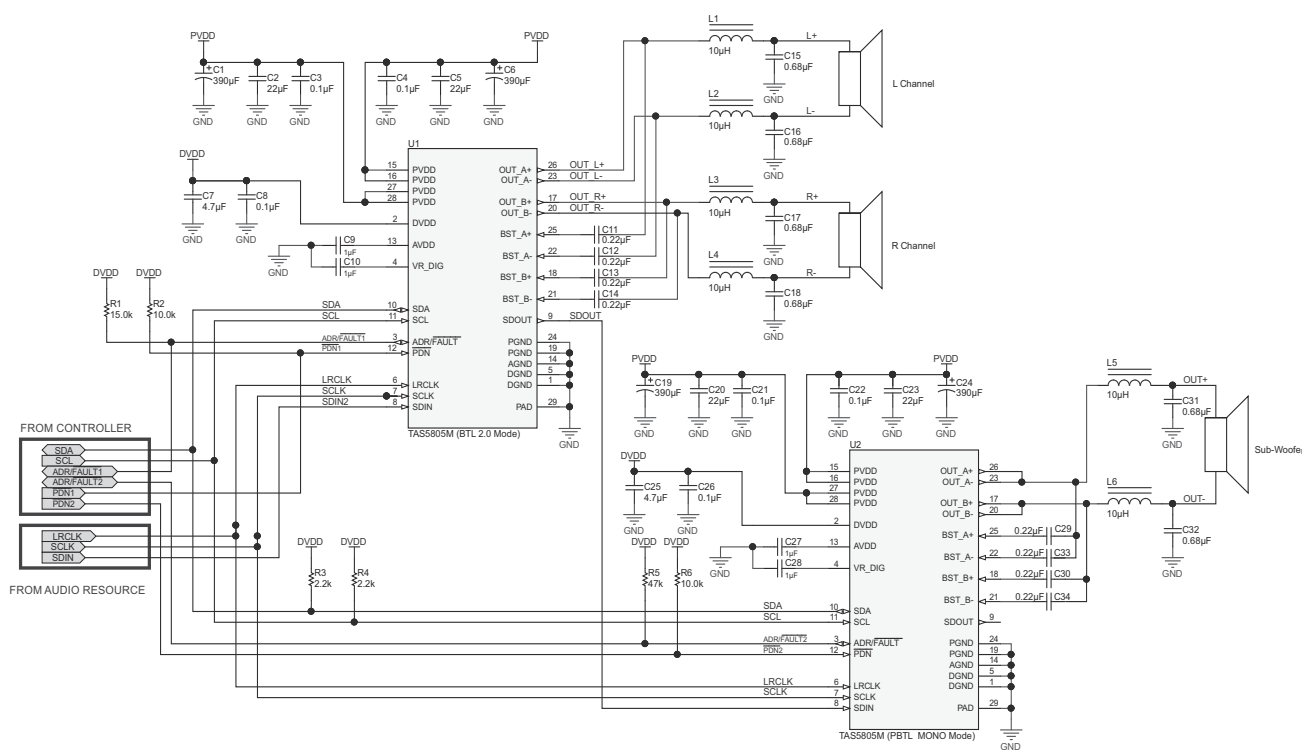 PVDD
C1
390µF
C2
22µF
C3
0.1µF
GND
GND
GND
PVDD
C4
0.1µF
C5
22µF
C6
390µF
GND
GND
GND
L1
10µH
L+
C15
0.68µF
GND
L Channel
L2
10µH
L-
C16
0.68µF
GND
L3
10µH
R+
C17
0.68µF
GND
R Channel
L4
10µH
R-
C18
0.68µF
GND
DVDD
C7
4.7µF
C8
0.1µF
GND
GND
C9
1µF
C10
1µF
GND
DVDD
DVDD
R1
15.0k
R2
10.0k
SDA
SCL
ADR/FAULT1
PDN1
LRCLK
SCLK
SDIN2
U1
15 PVDD
16 PVDD
27 PVDD
28 PVDD
2 DVDD
13 AVDD
4 VR_DIG
10 SDA
11 SCL
3 ADR/FAULT
12 PDN
6 LRCLK
7 SCLK
8 SDIN
OUT_A+ 26 OUT_L+
OUT_A- 23 OUT_L-
OUT_B+ 17 OUT_R+
OUT_B- 20 OUT_R-
BST_A+ 25
BST_A- 22
BST_B+ 18
BST_B- 21
SDOUT 9 SDOUT
PGND 24
PGND 19
AGND 14
DGND 5
DGND 1
PAD 29
GND
C11
0.22µF
C12
0.22µF
C13
0.22µF
C14
0.22µF
TAS5805M (BTL 2.0 Mode)
FROM CONTROLLER
SDA
SCL
ADR/FAULT1
ADR/FAULT2
PDN1
PDN2
LRCLK
SCLK
SDIN
FROM AUDIO RESOURCE
DVDD
DVDD
R3
2.2k
R4
2.2k
PVDD
C19
390µF
C20
22µF
C21
0.1µF
GND
GND
GND
PVDD
C22
0.1µF
C23
22µF
C24
390µF
GND
GND
GND
DVDD
C25
4.7µF
C26
0.1µF
GND
GND
DVDD
DVDD
R5
47k
R6
10.0k
C27
1µF
C28
1µF
GND
SDA
SCL
ADR/FAULT2
PDN2
LRCLK
SCLK
U2
15 PVDD
16 PVDD
27 PVDD
28 PVDD
2 DVDD
13 AVDD
4 VR_DIG
10 SDA
11 SCL
3 ADR/FAULT
12 PDN
6 LRCLK
7 SCLK
8 SDIN
OUT_A+ 26
OUT_A- 23
OUT_B+ 17
OUT_B- 20
BST_A+ 25
BST_A- 22
BST_B+ 18
BST_B- 21
SDOUT 9
PGND 24
PGND 19
AGND 14
DGND 5
DGND 1
PAD 29
GND
0.22µF C29
0.22µF C33
0.22µF C30
0.22µF C34
TAS5805M (PBTL MONO Mode)
L5
10µH
OUT+
C31
0.68µF
GND
L6
10µH
OUT-
C32
0.68µF
GND